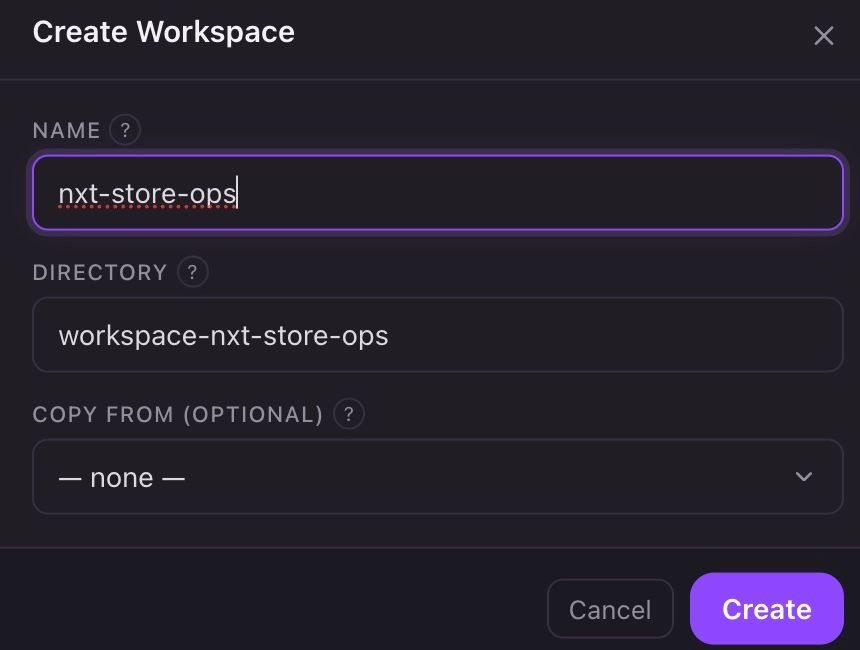 Create Workspace
NAME ?
nxt-store-ops
DIRECTORY ?
workspace-nxt-store-ops
COPY FROM (OPTIONAL) ?
— none —
Cancel Create